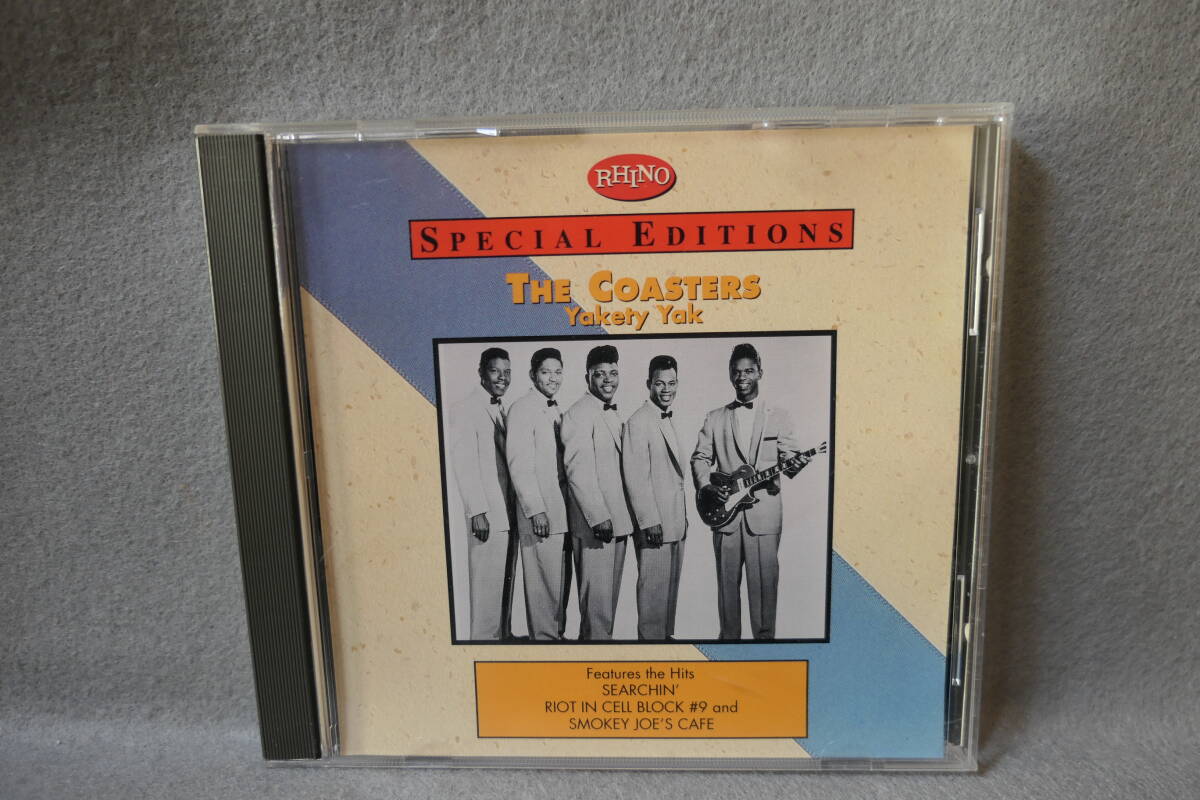 RHINO
SPECIAL EDITIONS
THE COASTERS
Yakety Yak
Features the Hits
SEARCHIN'
RIOT IN CELL BLOCK #9 and
SMOKEY JOE'S CAFE